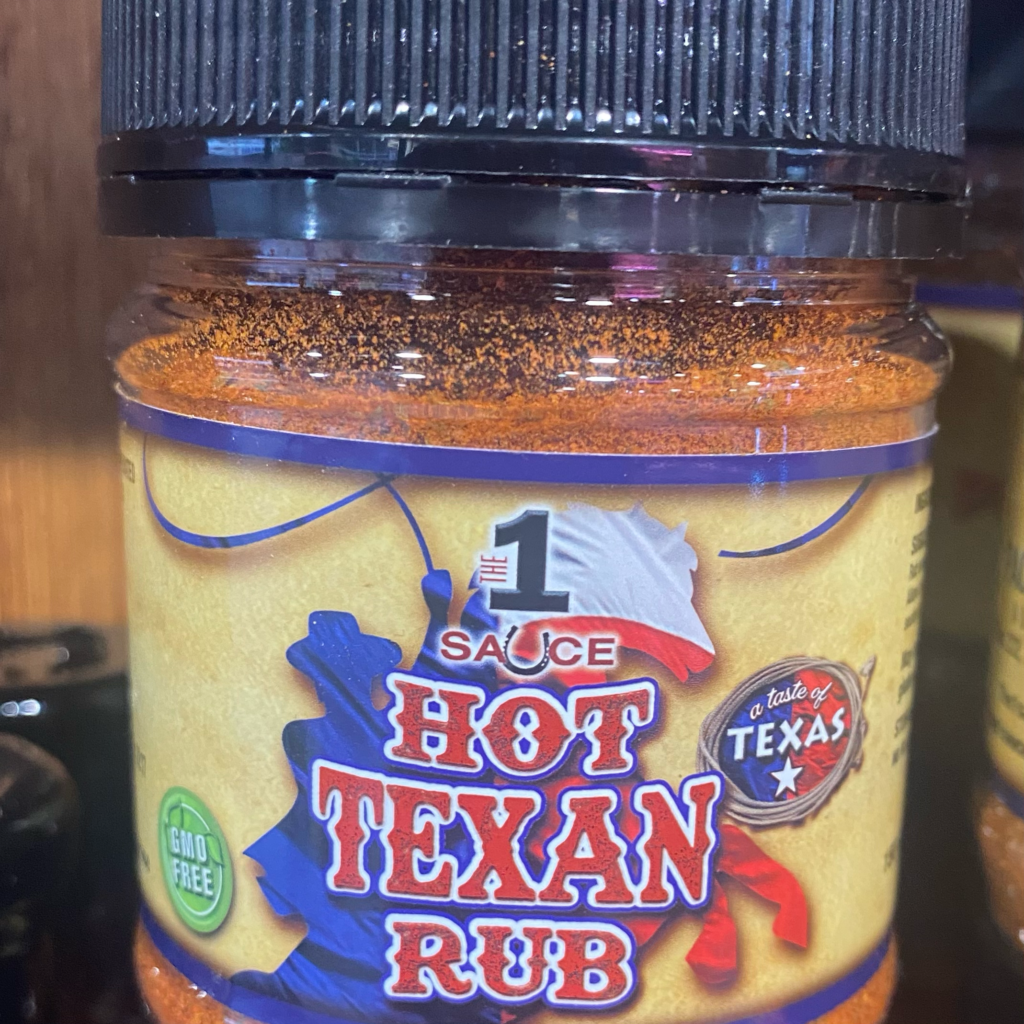 THE
1
SAUCE
HOT
TEXAN
RUB
a taste of
TEXAS
GMO
FREE